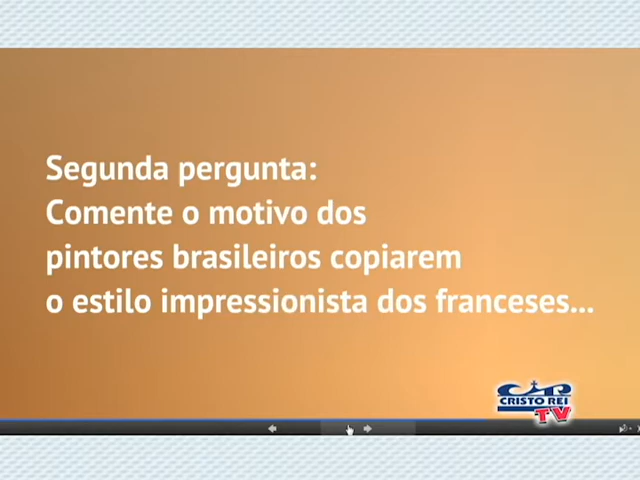 Segunda pergunta:
Comente o motivo dos
pintores brasileiros copiarem
o estilo impressionista dos franceses...
CRISTO REI
TV